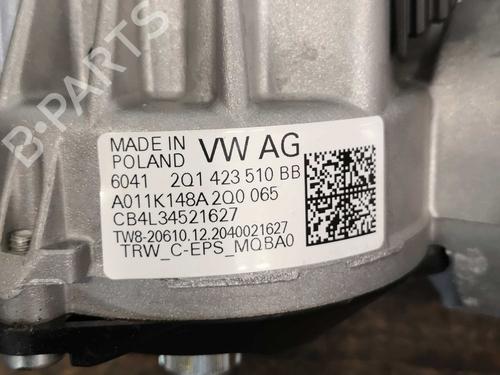 B-PARTS
MADE IN POLAND VW AG
6041 2Q1 423 510 BB
A011K148A 2Q0 065
CB4L34521627
TW8-20610.12.2040021627
TRW_C-EPS_MQBA0